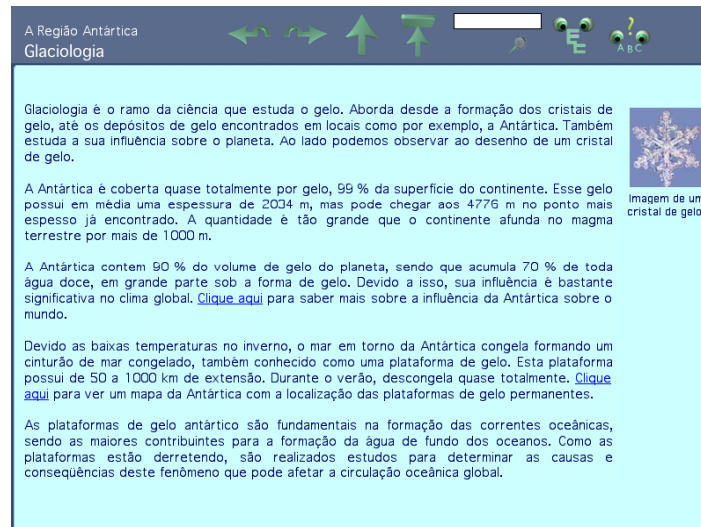 A Região Antártica
Glaciologia
?
A B C
Glaciologia é o ramo da ciência que estuda o gelo. Aborda desde a formação dos cristais de
gelo, até os depósitos de gelo encontrados em locais como por exemplo, a Antártica. Também
estuda a sua influência sobre o planeta. Ao lado podemos observar ao desenho de um cristal
de gelo.
Imagem de um
cristal de gelo
A Antártica é coberta quase totalmente por gelo, 99 % da superfície do continente. Esse gelo
possui em média uma espessura de 2034 m, mas pode chegar aos 4776 m no ponto mais
espesso já encontrado. A quantidade é tão grande que o continente afunda no magma
terrestre por mais de 1000 m.
A Antártica contem 90 % do volume de gelo do planeta, sendo que acumula 70 % de toda
água doce, em grande parte sob a forma de gelo. Devido a isso, sua influência é bastante
significativa no clima global. Clique aqui para saber mais sobre a influência da Antártica sobre o
mundo.
Devido as baixas temperaturas no inverno, o mar em torno da Antártica congela formando um
cinturão de mar congelado, também conhecido como uma plataforma de gelo. Esta plataforma
possui de 50 a 1000 km de extensão. Durante o verão, descongela quase totalmente. Clique
aqui para ver um mapa da Antártica com a localização das plataformas de gelo permanentes.
As plataformas de gelo antártico são fundamentais na formação das correntes oceânicas,
sendo as maiores contribuintes para a formação da água de fundo dos oceanos. Como as
plataformas estão derretendo, são realizados estudos para determinar as causas e
conseqüências deste fenômeno que pode afetar a circulação oceânica global.